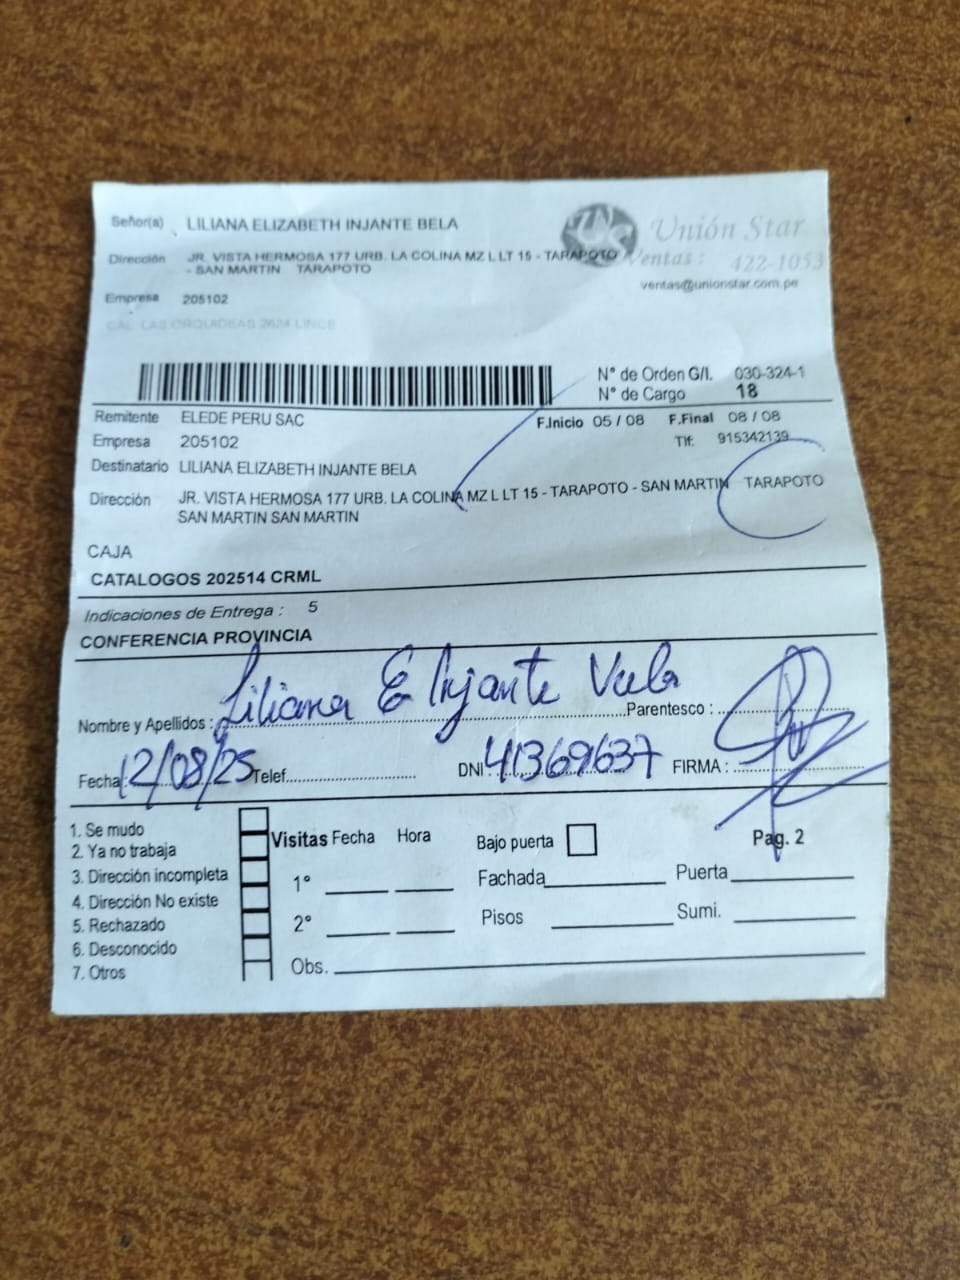 Señor(a) LILIANA ELIZABETH INJANTE BELA
Unión Star
Dirección JR. VISTA HERMOSA 177 URB. LA COLINA MZ L LT 15 - TARAPOTO
- SAN MARTIN TARAPOTO
Ventas : 422-1053
ventas@unionstar.com.pe
Empresa 205102
CAL LAS ORQUIDEAS 2624 LINCE
N° de Orden G/I. 030-324-1
N° de Cargo 18
Remitente ELEDE PERU SAC
F.Inicio 05 / 08 F.Final 08 / 08
Empresa 205102
Tlf: 915342139
Destinatario LILIANA ELIZABETH INJANTE BELA
Dirección JR. VISTA HERMOSA 177 URB. LA COLINA MZ L LT 15 - TARAPOTO - SAN MARTIN TARAPOTO
SAN MARTIN SAN MARTIN
CAJA
CATALOGOS 202514 CRML
Indicaciones de Entrega : 5
CONFERENCIA PROVINCIA
Nombre y Apellidos : Liliana E Injante Vela Parentesco :
Fecha: 12/08/25 Telef. DNI: 41369637 FIRMA :
1. Se mudo
2. Ya no trabaja
3. Dirección incompleta
4. Dirección No existe
5. Rechazado
6. Desconocido
7. Otros
Visitas Fecha Hora
1°
2°
Obs.
Bajo puerta
Pag. 2
Fachada Puerta
Pisos Sumi.